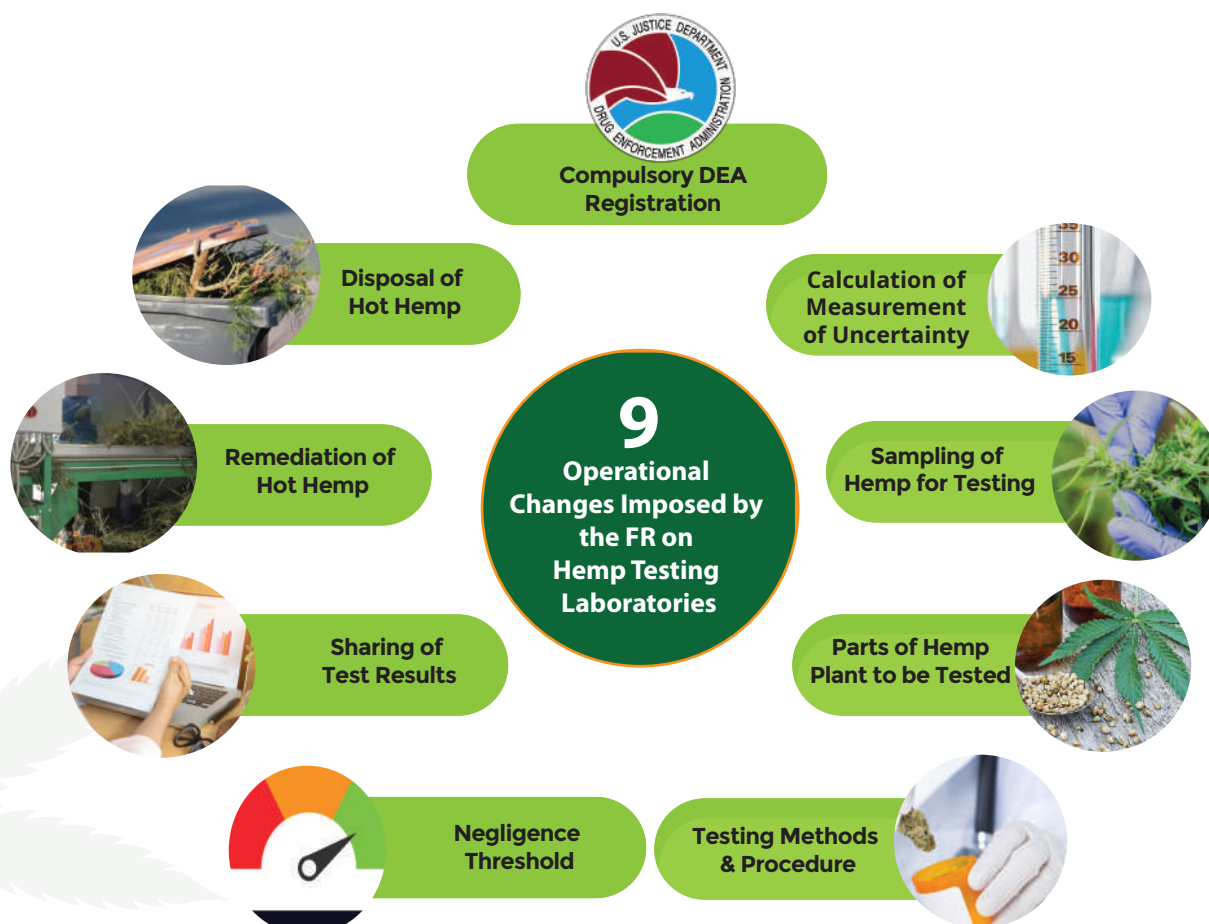 U.S. JUSTICE DEPARTMENT
DRUG ENFORCEMENT ADMINISTRATION
Compulsory DEA
Registration
Disposal of
Hot Hemp
Calculation of
Measurement
of Uncertainty
35
30
25
20
15
9
Operational
Changes Imposed by
the FR on
Hemp Testing
Laboratories
Remediation of
Hot Hemp
Sampling of
Hemp for Testing
Sharing of
Test Results
Parts of Hemp
Plant to be Tested
Negligence
Threshold
Testing Methods
& Procedure